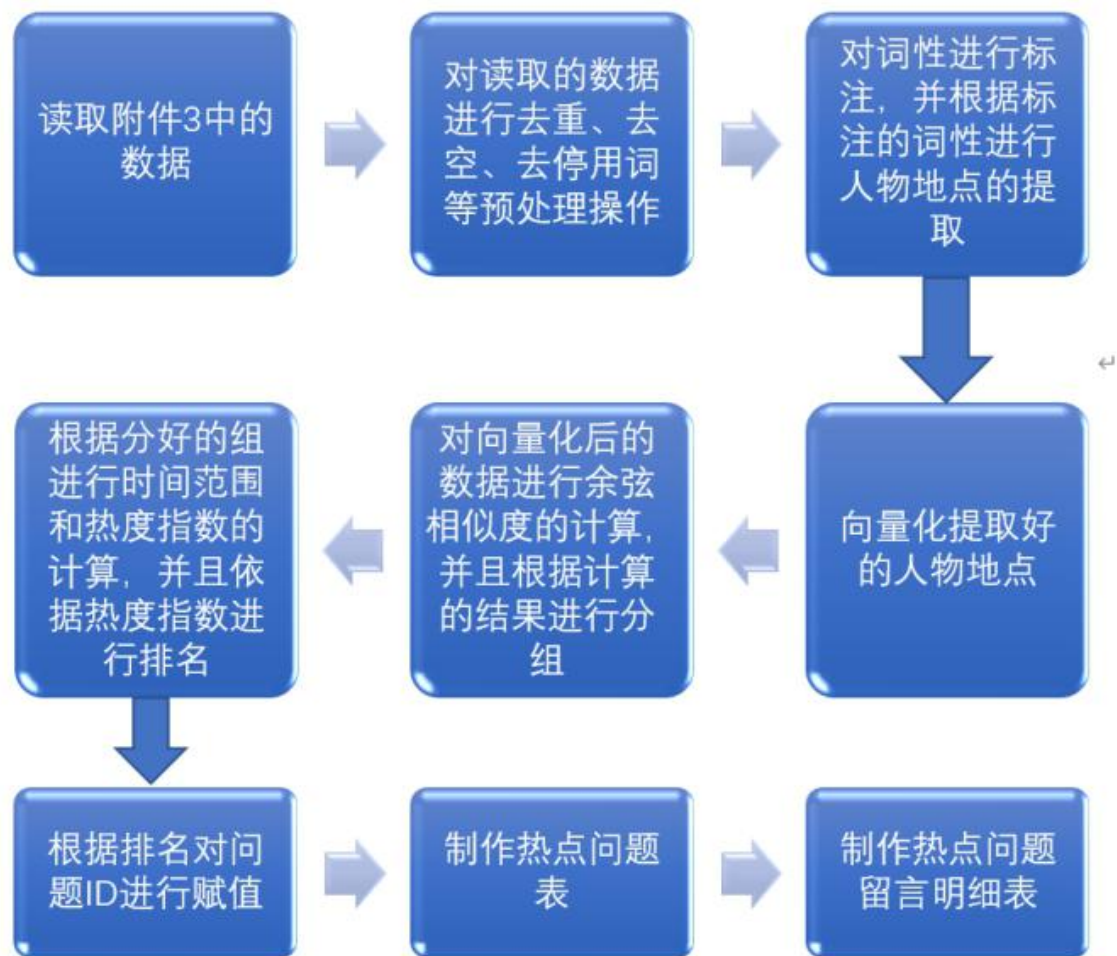 读取附件3中的
数据
对读取的数据
进行去重、去
空、去停用词
等预处理操作
对词性进行标
注，并根据标
注的词性进行
人物地点的提
取
向量化提取好
的人物地点
对向量化后的
数据进行余弦
相似度的计算，
并且根据计算
的结果进行分
组
根据分好的组
进行时间范围
和热度指数的
计算，并且依
据热度指数进
行排名
根据排名对问
题ID进行赋值
制作热点问题
表
制作热点问题
留言明细表